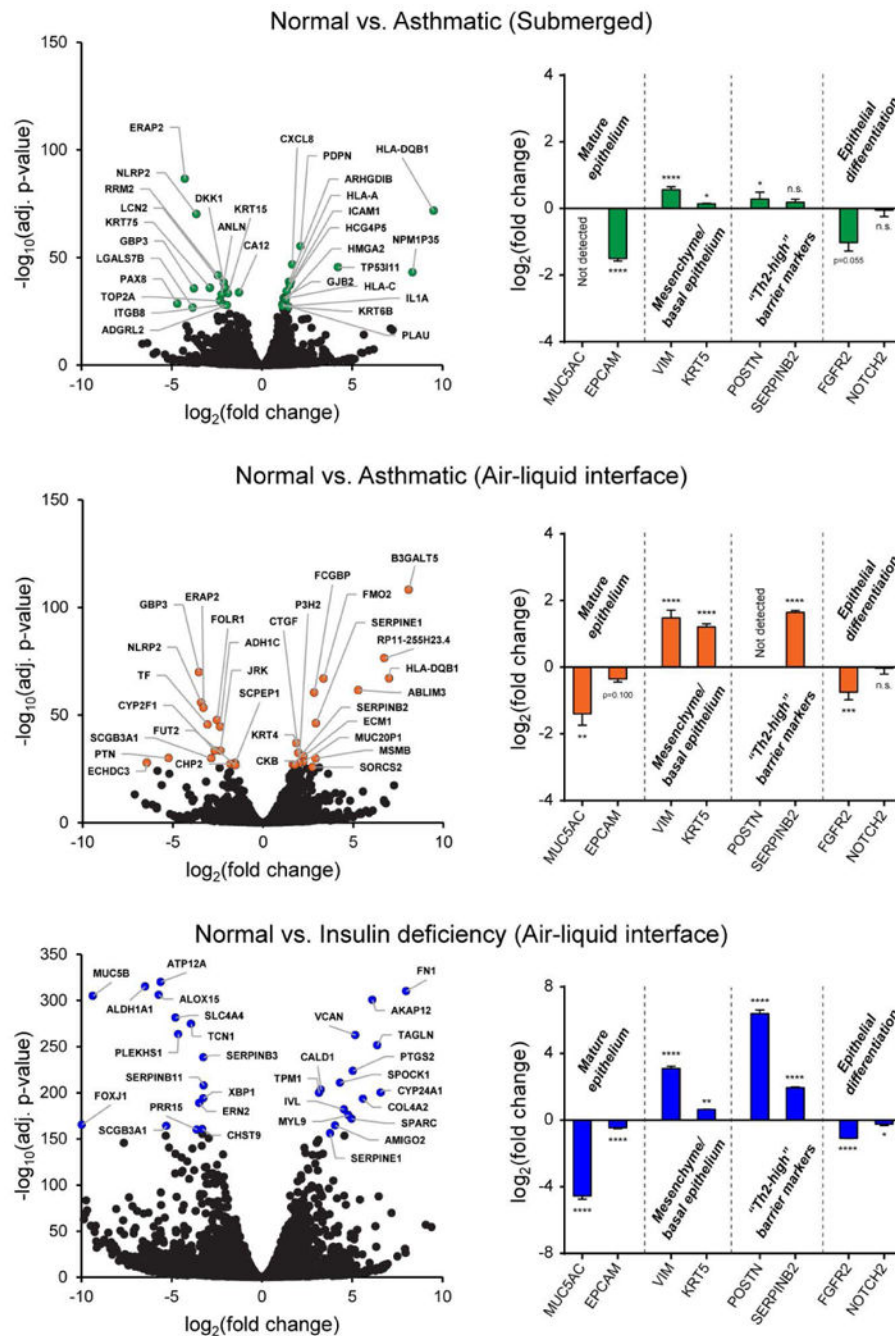 Normal vs. Asthmatic (Submerged)
150
100
50
0
-log10(adj. p-value)
-10
-5
0
5
10
log2(fold change)
ERAP2
NLRP2
RRM2
LCN2
KRT75
GBP3
LGALS7B
PAX8
TOP2A
ITGB8
ADGRL2
DKK1
ANLN
KRT15
CA12
CXCL8
PDPN
ARHGDIB
HLA-A
ICAM1
HCG4P5
HMGA2
TP53I11
GJB2
HLA-C
IL1A
KRT6B
PLAU
HLA-DQB1
NPM1P35
4
2
0
-2
-4
log2(fold change)
Mature
epithelium
Mesenchyme/
basal epithelium
"Th2-high"
barrier markers
Epithelial
differentiation
Not detected
****
****
*
*
n.s.
p=0.055
n.s.
MUC5AC
EPCAM
VIM
KRT5
POSTN
SERPINB2
FGFR2
NOTCH2
Normal vs. Asthmatic (Air-liquid interface)
150
100
50
0
-log10(adj. p-value)
-10
-5
0
5
10
log2(fold change)
GBP3
ERAP2
FOLR1
NLRP2
ADH1C
TF
JRK
CYP2F1
SCPEP1
FUT2
SCGB3A1
PTN
CHP2
ECHDC3
B3GALT5
FCGBP
P3H2
FMO2
CTGF
SERPINE1
RP11-255H23.4
HLA-DQB1
ABLIM3
SERPINB2
KRT4
ECM1
MUC20P1
CKB
MSMB
SORCS2
4
2
0
-2
-4
log2(fold change)
Mature
epithelium
Mesenchyme/
basal epithelium
"Th2-high"
barrier markers
Epithelial
differentiation
**
p=0.100
****
****
Not detected
****
***
n.s.
MUC5AC
EPCAM
VIM
KRT5
POSTN
SERPINB2
FGFR2
NOTCH2
Normal vs. Insulin deficiency (Air-liquid interface)
350
300
250
200
150
100
50
0
-log10(adj. p-value)
-10
-5
0
5
10
log2(fold change)
MUC5B
ATP12A
ALDH1A1
ALOX15
SLC4A4
TCN1
PLEKHS1
SERPINB3
SERPINB11
XBP1
FOXJ1
PRR15
ERN2
SCGB3A1
CHST9
FN1
AKAP12
VCAN
TAGLN
CALD1
PTGS2
TPM1
SPOCK1
IVL
CYP24A1
COL4A2
MYL9
SPARC
AMIGO2
SERPINE1
8
4
0
-4
-8
log2(fold change)
Mature
epithelium
Mesenchyme/
basal epithelium
"Th2-high"
barrier markers
Epithelial
differentiation
****
****
****
**
****
****
****
*
MUC5AC
EPCAM
VIM
KRT5
POSTN
SERPINB2
FGFR2
NOTCH2